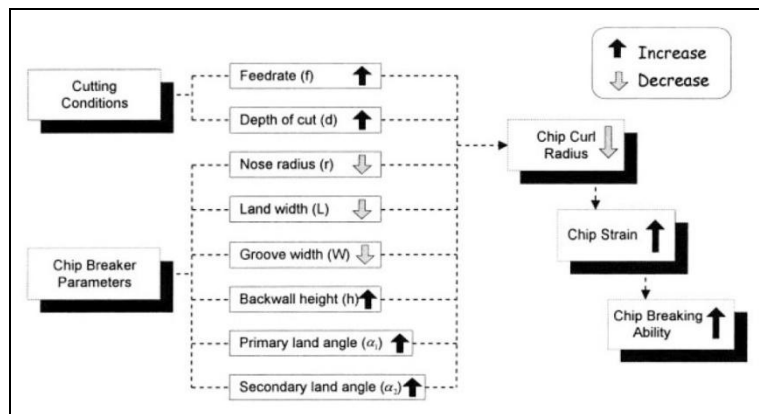 Cutting
Conditions
Chip Breaker
Parameters
Feedrate (f)
Depth of cut (d)
Nose radius (r)
Land width (L)
Groove width (W)
Backwall height (h)
Primary land angle (α₁)
Secondary land angle (α₂)
Increase
Decrease
Chip Curl
Radius
Chip Strain
Chip Breaking
Ability